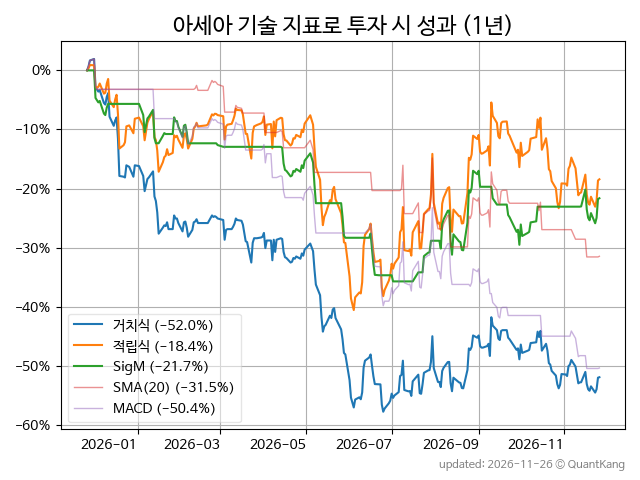 아세아 기술 지표로 투자 시 성과 (1년)
0%
−10%
−20%
−30%
−40%
−50%
−60%
거치식 (−52.0%)
적립식 (−18.4%)
SigM (−21.7%)
SMA(20) (−31.5%)
MACD (−50.4%)
2026−01 2026−03 2026−05 2026−07 2026−09 2026−11
updated: 2026-11-26 ⓒ QuantKang